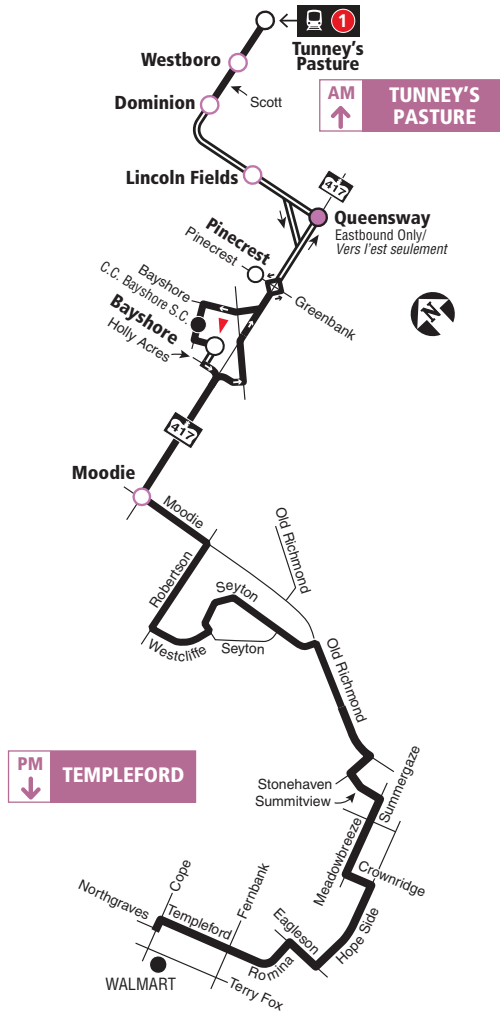 1
Tunney's
Pasture
Westboro
Dominion
Scott
AM
TUNNEY'S
PASTURE
Lincoln Fields
417
Queensway
Eastbound Only/
Vers l'est seulement
Pinecrest
Pinecrest
Greenbank
Bayshore
C.C. Bayshore S.C.
Bayshore
Holly Acres
N
417
Moodie
Moodie
Old Richmond
Robertson
Seyton
Seyton
Westcliffe
Old Richmond
PM
TEMPLEFORD
Stonehaven
Summitview
Summergaze
Meadowbreeze
Crownridge
Cope
Fernbank
Northgraves
Templeford
Eagleson
Hope Side
Romina
WALMART
Terry Fox